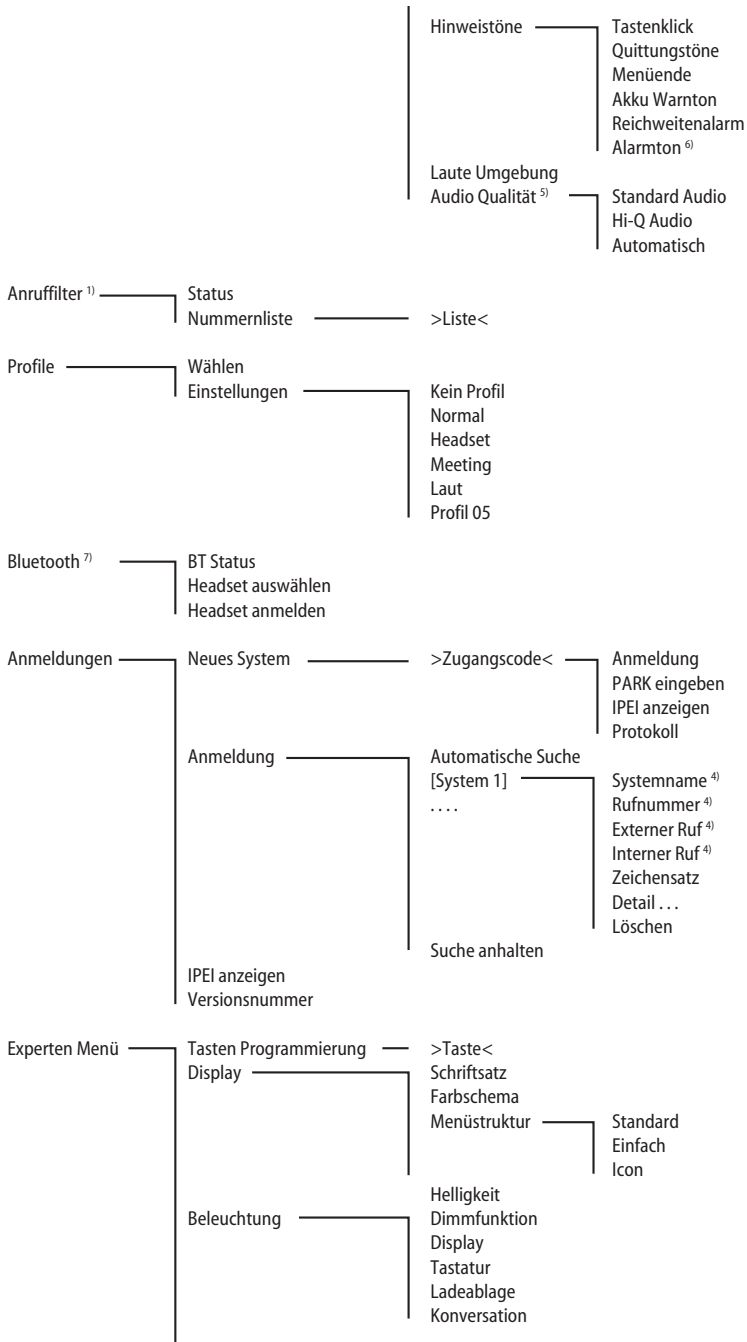 Hinweistöne Tastenklick
Quittungstöne
Menüende
Akku Warnton
Reichweitenalarm
Alarmton 6)
Laute Umgebung
Audio Qualität 5) Standard Audio
Hi-Q Audio
Automatisch
Anruffilter 1) Status
Nummernliste >Liste<
Profile Wählen
Einstellungen Kein Profil
Normal
Headset
Meeting
Laut
Profil 05
Bluetooth 7) BT Status
Headset auswählen
Headset anmelden
Anmeldungen Neues System >Zugangscode< Anmeldung
PARK eingeben
IPEI anzeigen
Protokoll
Anmeldung Automatische Suche
[System 1] Systemname 4)
. . . . Rufnummer 4)
Externer Ruf 4)
Interner Ruf 4)
Zeichensatz
Detail . . .
Löschen
Suche anhalten
IPEI anzeigen
Versionsnummer
Experten Menü Tasten Programmierung >Taste<
Display Schriftsatz
Farbschema
Menüstruktur Standard
Einfach
Icon
Helligkeit
Beleuchtung Dimmfunktion
Display
Tastatur
Ladeablage
Konversation